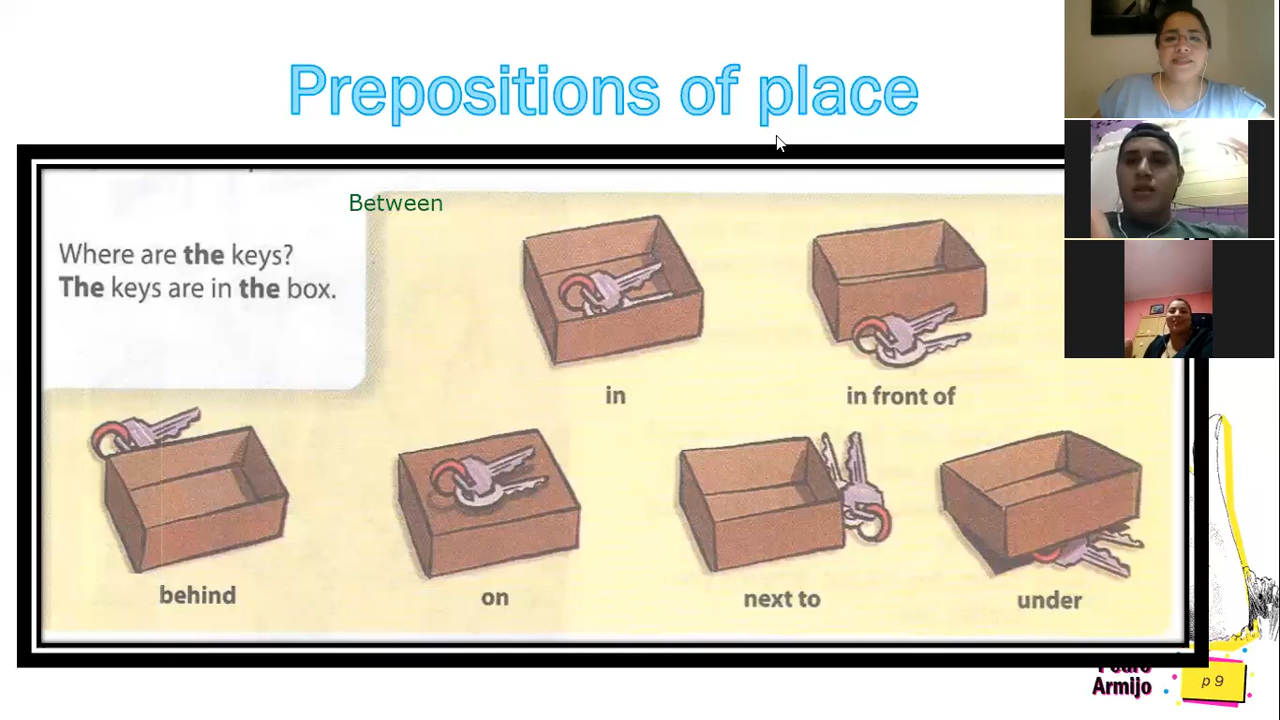 Prepositions of place
Between
Where are the keys?
The keys are in the box.
in
in front of
behind
on
next to
under
Pedro
Armijo
p 9